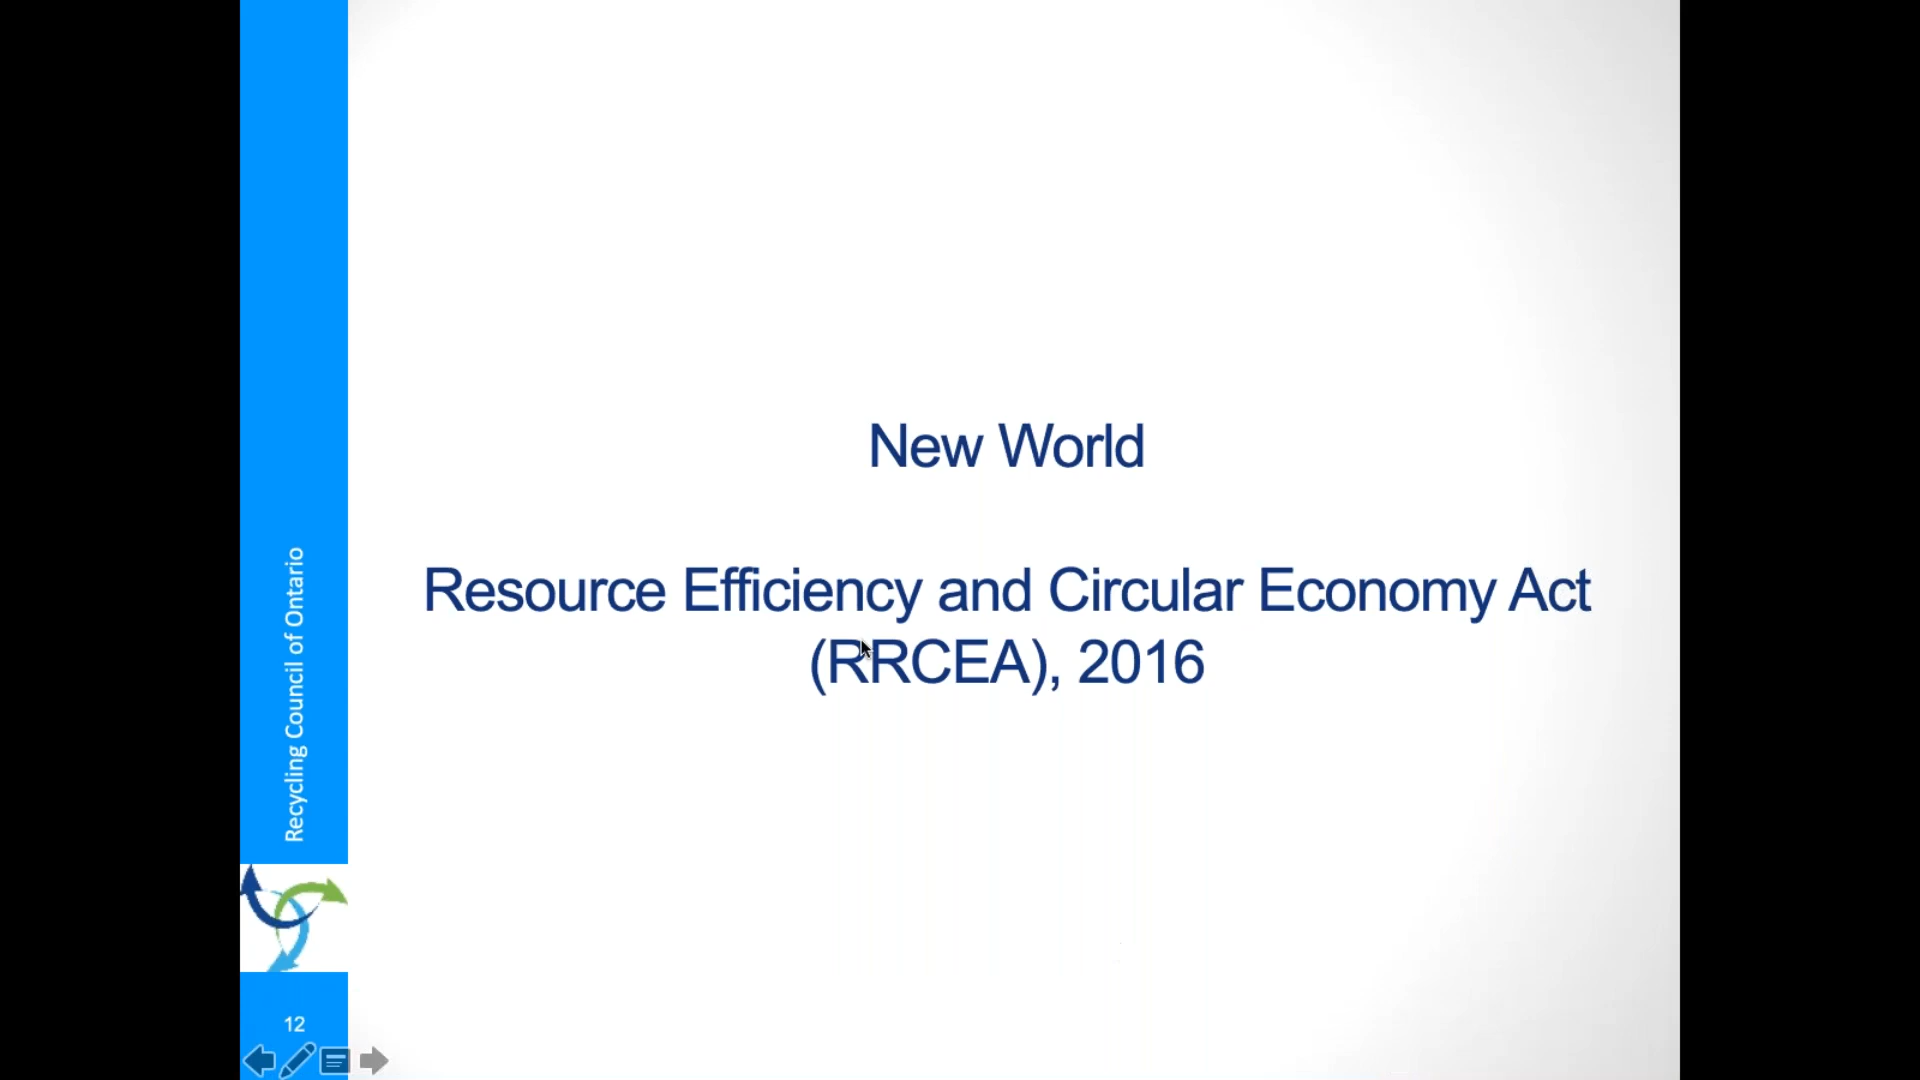 New World
Resource Efficiency and Circular Economy Act
(RRCEA), 2016
Recycling Council of Ontario
12